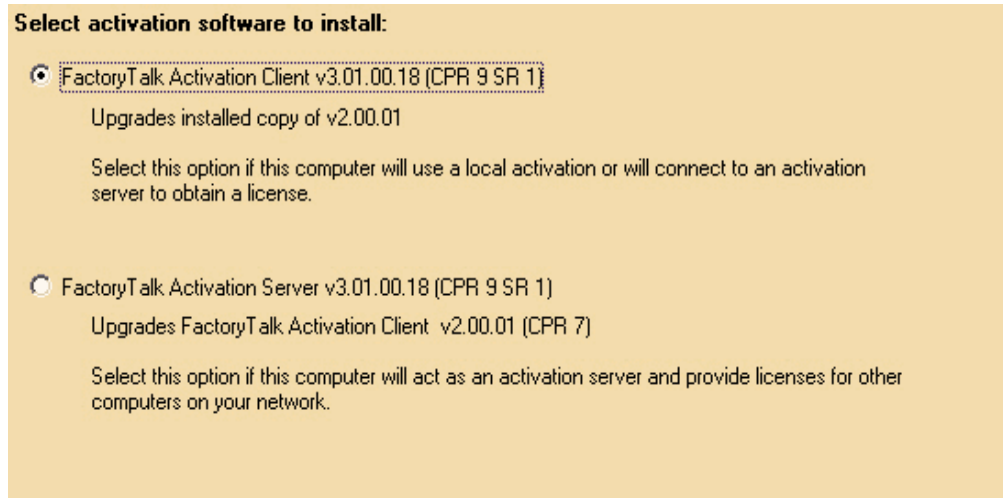 Select activation software to install:
FactoryTalk Activation Client v3.01.00.18 (CPR 9 SR 1)
Upgrades installed copy of v2.00.01
Select this option if this computer will use a local activation or will connect to an activation
server to obtain a license.
FactoryTalk Activation Server v3.01.00.18 (CPR 9 SR 1)
Upgrades FactoryTalk Activation Client  v2.00.01 (CPR 7)
Select this option if this computer will act as an activation server and provide licenses for other
computers on your network.